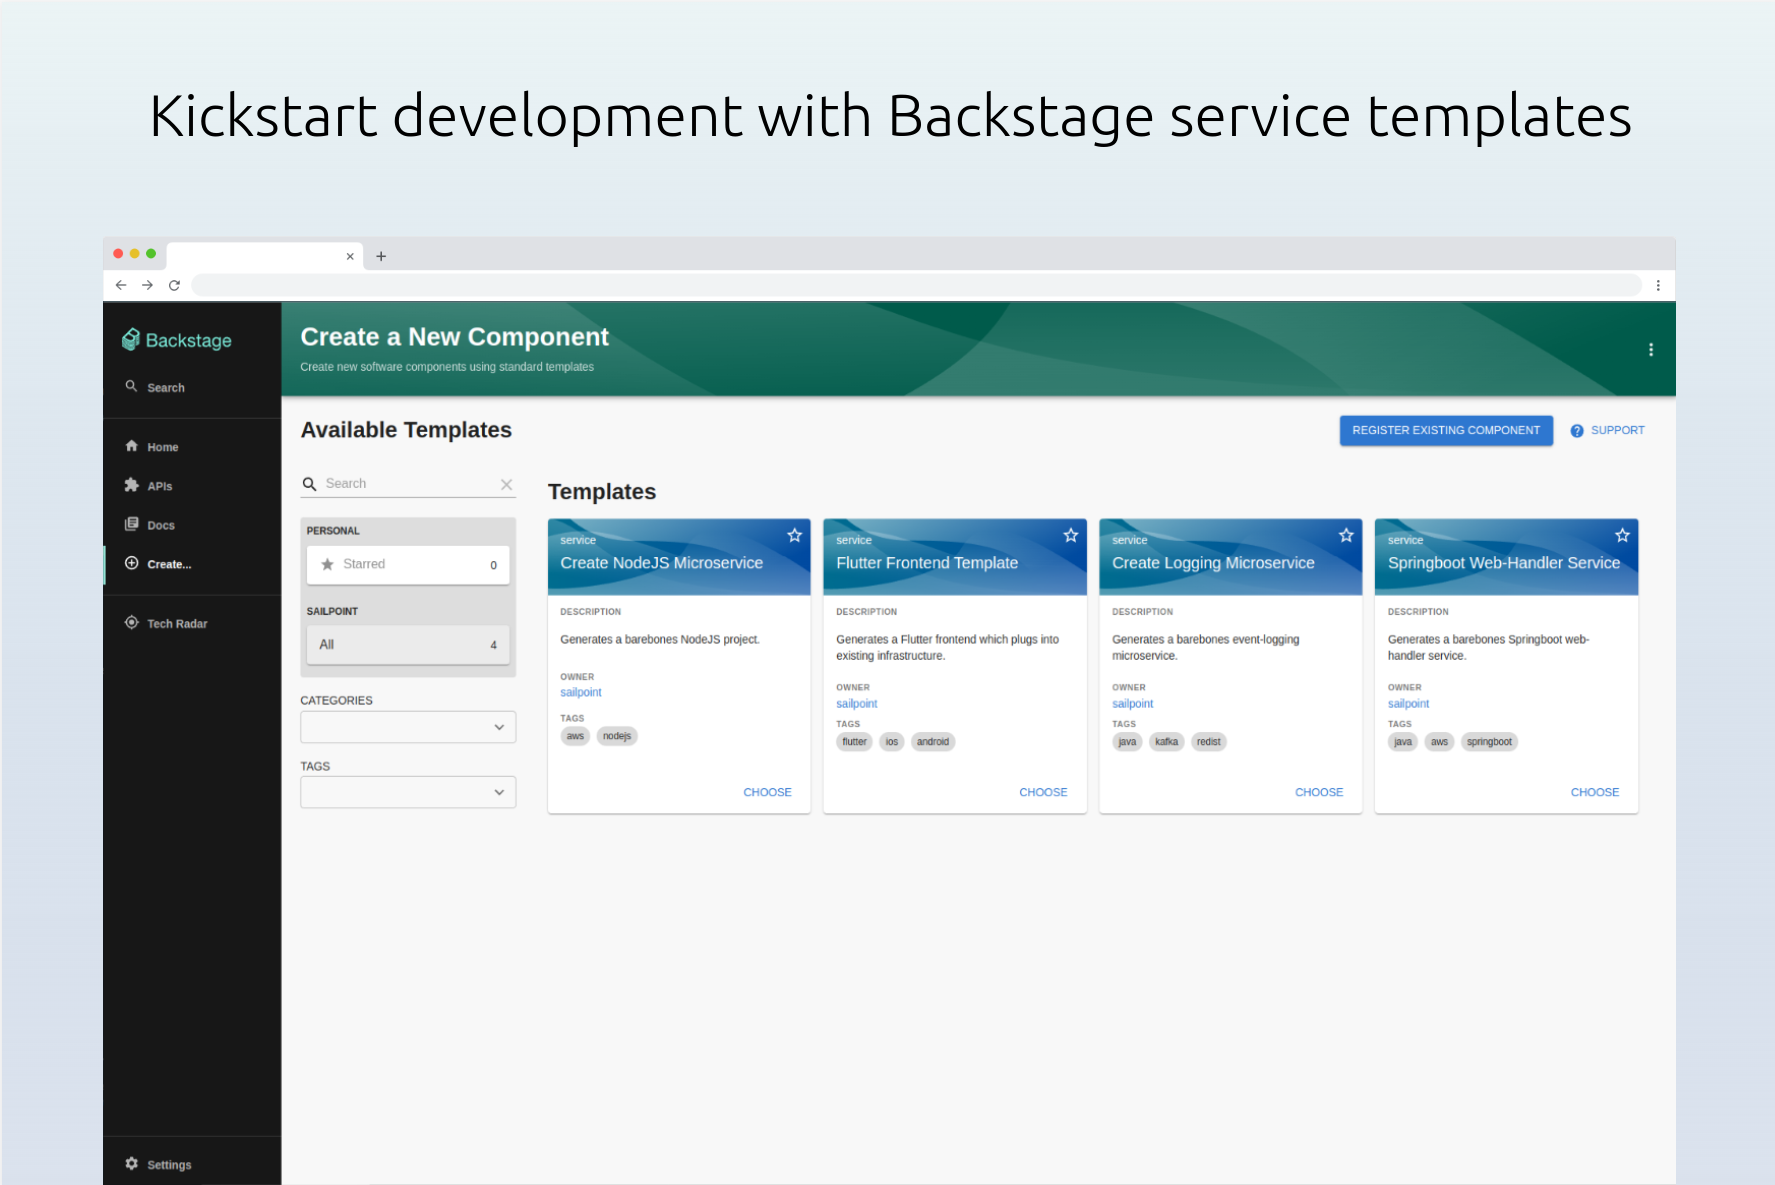 Kickstart development with Backstage service templates
Backstage
Search
Home
APIs
Docs
Create...
Tech Radar
Settings
Create a New Component
Create new software components using standard templates
Available Templates
REGISTER EXISTING COMPONENT
SUPPORT
Search
PERSONAL
Starred 0
SAILPOINT
All 4
CATEGORIES
TAGS
Templates
service
Create NodeJS Microservice
DESCRIPTION
Generates a barebones NodeJS project.
OWNER
sailpoint
TAGS
aws nodejs
CHOOSE
service
Flutter Frontend Template
DESCRIPTION
Generates a Flutter frontend which plugs into
existing infrastructure.
OWNER
sailpoint
TAGS
flutter ios android
CHOOSE
service
Create Logging Microservice
DESCRIPTION
Generates a barebones event-logging
microservice.
OWNER
sailpoint
TAGS
java kafka redist
CHOOSE
service
Springboot Web-Handler Service
DESCRIPTION
Generates a barebones Springboot web-
handler service.
OWNER
sailpoint
TAGS
java aws springboot
CHOOSE